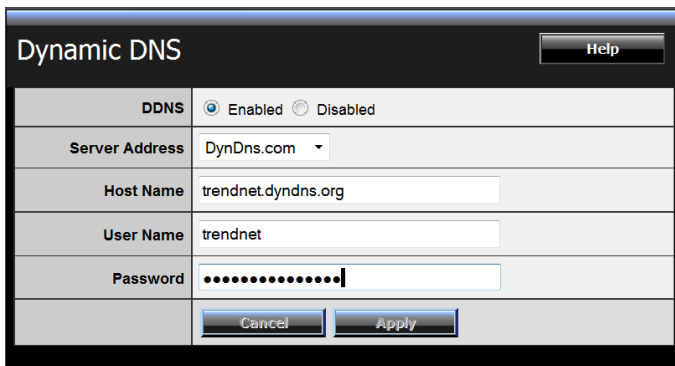 Dynamic DNS
Help
DDNS Enabled Disabled
Server Address DynDns.com
Host Name trendnet.dyndns.org
User Name trendnet
Password •••••••••••••••
Cancel Apply